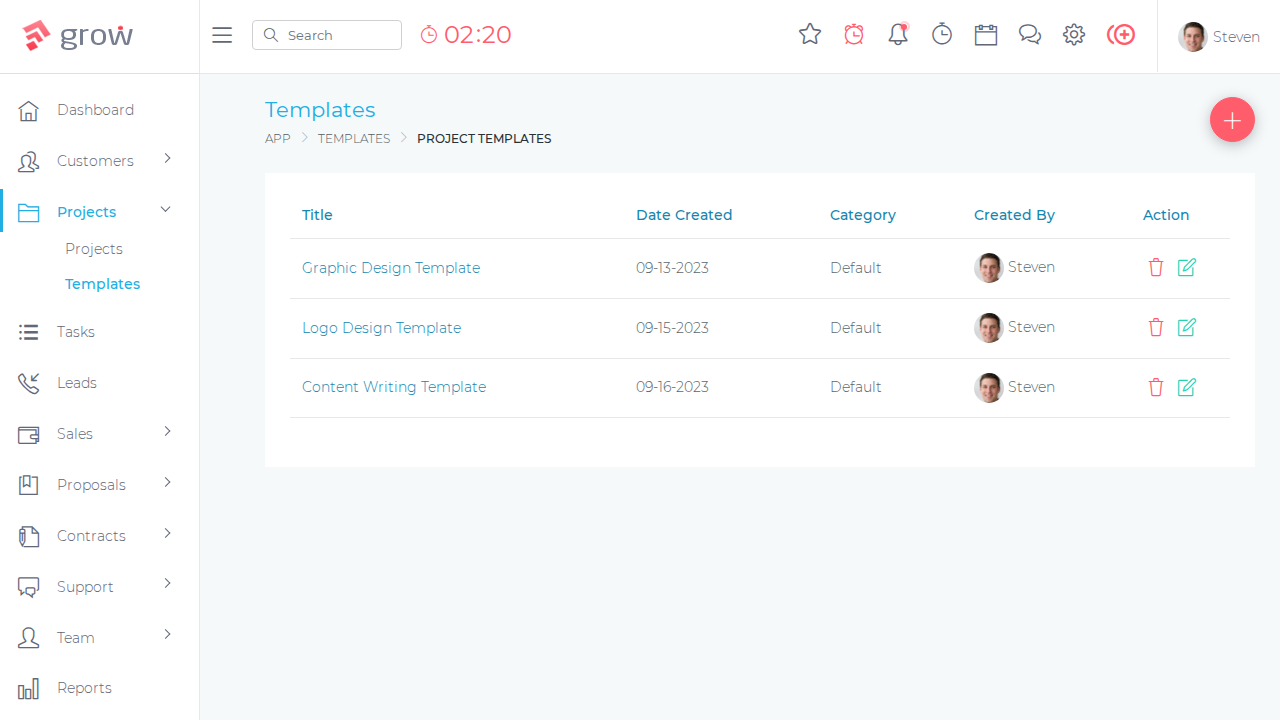 grow
Search
02:20
Steven
Dashboard
Customers
Projects
Projects
Templates
Tasks
Leads
Sales
Proposals
Contracts
Support
Team
Reports
Templates
APP > TEMPLATES > PROJECT TEMPLATES
Title Date Created Category Created By Action
Graphic Design Template 09-13-2023 Default Steven
Logo Design Template 09-15-2023 Default Steven
Content Writing Template 09-16-2023 Default Steven